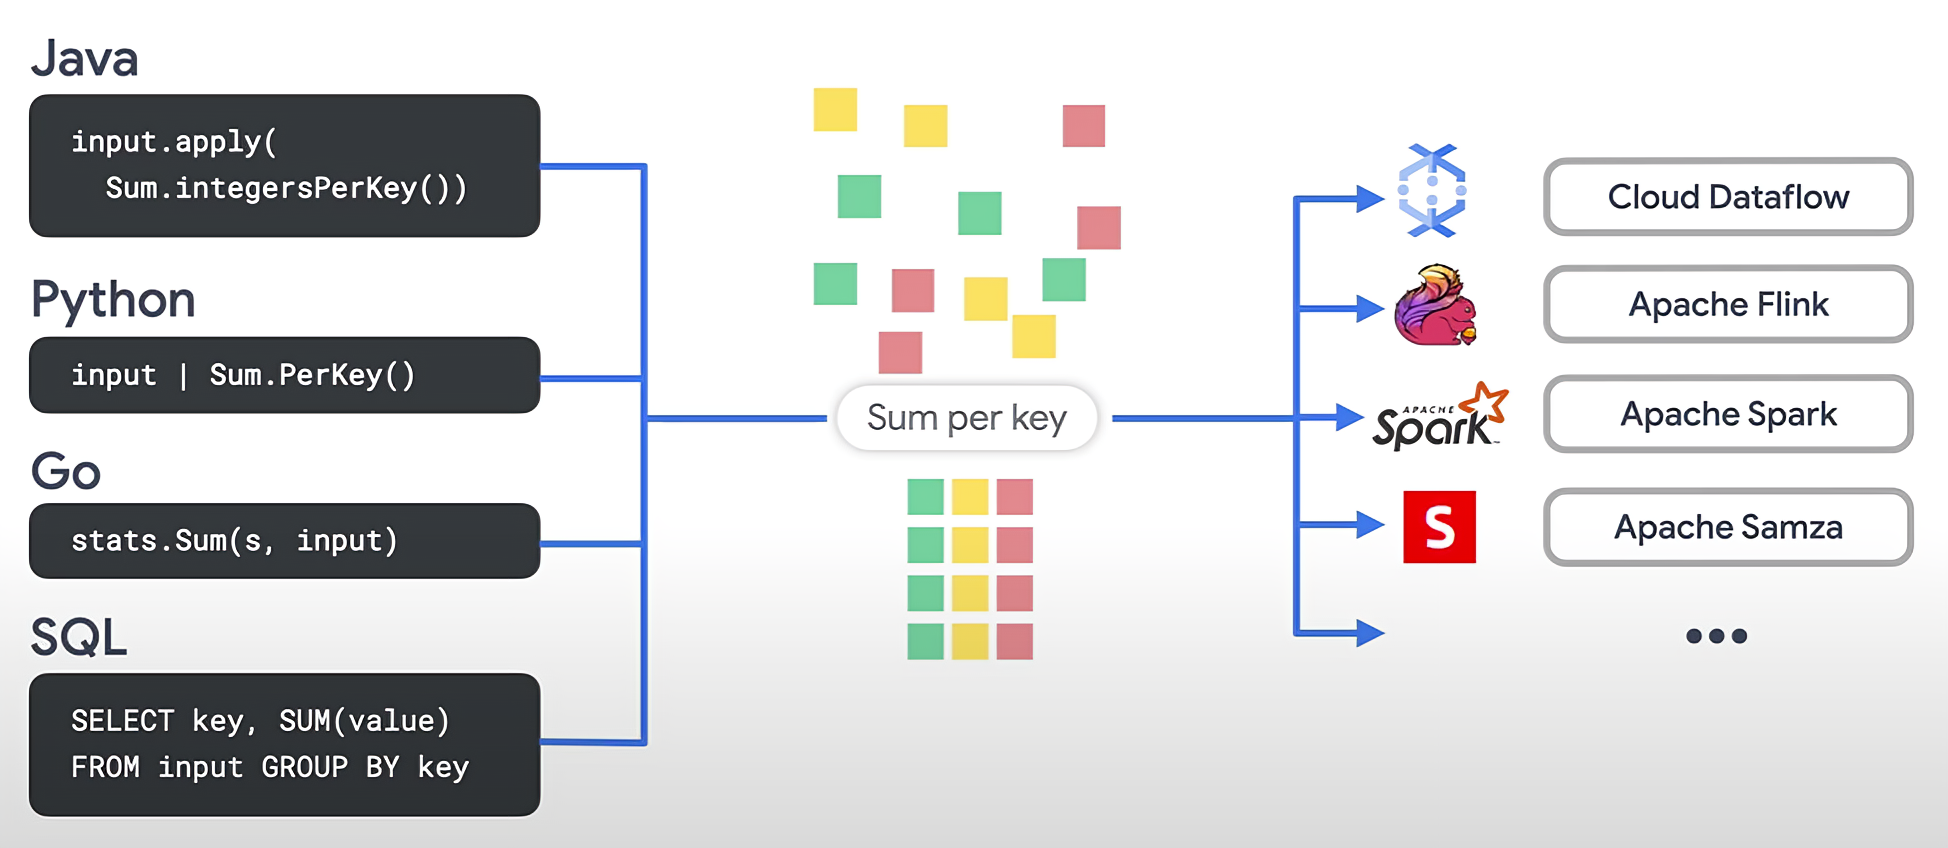 Java
input.apply(
Sum.integersPerKey())
Python
input | Sum.PerKey()
Go
stats.Sum(s, input)
SQL
SELECT key, SUM(value)
FROM input GROUP BY key
Sum per key
Cloud Dataflow
Apache Flink
APACHE
Spark™
Apache Spark
S
Apache Samza
•••